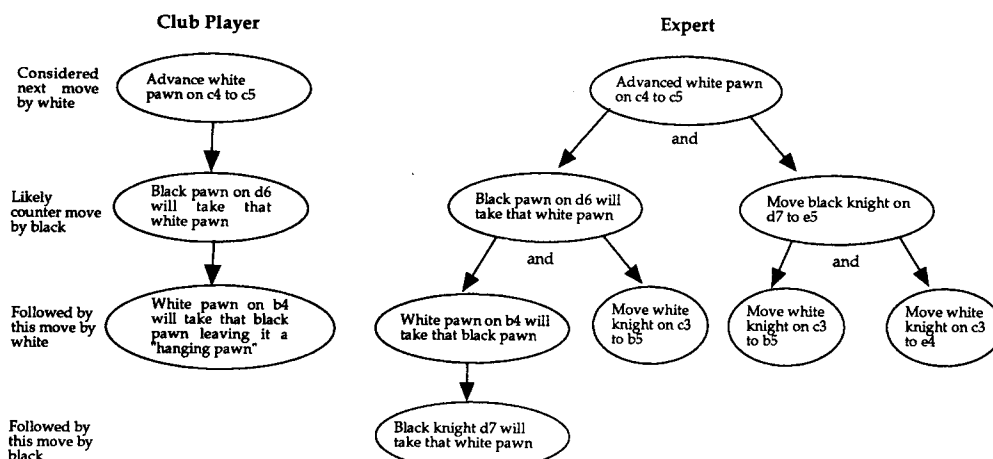 Club Player
Expert
Considered
next move
by white
Advance white
pawn on c4 to c5
Advanced white pawn
on c4 to c5
and
Likely
counter move
by black
Black pawn on d6
will take that
white pawn
Black pawn on d6 will
take that white pawn
Move black knight on
d7 to e5
and
and
Followed by
this move by
white
White pawn on b4
will take that black
pawn leaving it a
"hanging pawn"
White pawn on b4 will
take that black pawn
Move white
knight on c3
to b5
Move white
knight on c3
to b5
Move white
knight on c3
to e4
Followed by
this move by
black
Black knight d7 will
take that white pawn